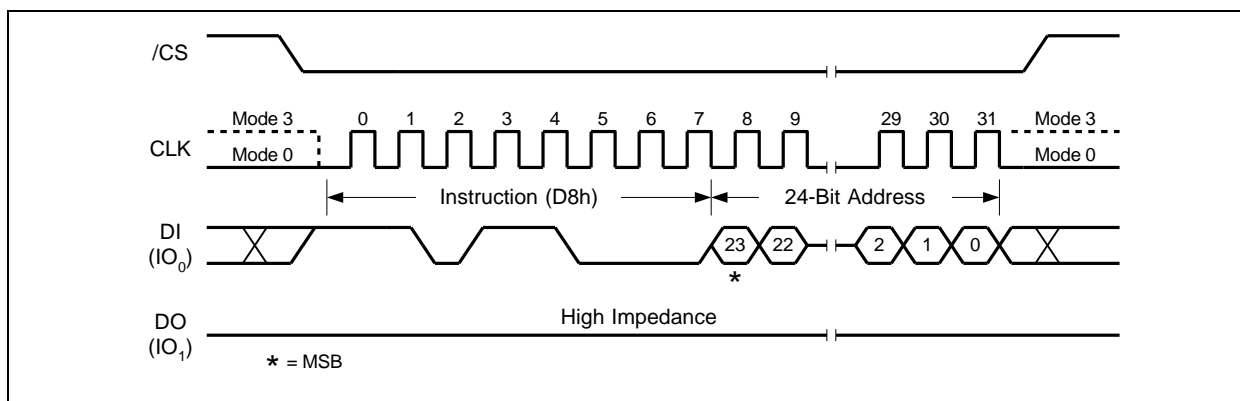 /CS
Mode 3 0 1 2 3 4 5 6 7 8 9 29 30 31 Mode 3
CLK
Mode 0 Mode 0
Instruction (D8h) 24-Bit Address
DI
(IO0) 23 22 2 1 0
*
High Impedance
DO
(IO1)
* = MSB